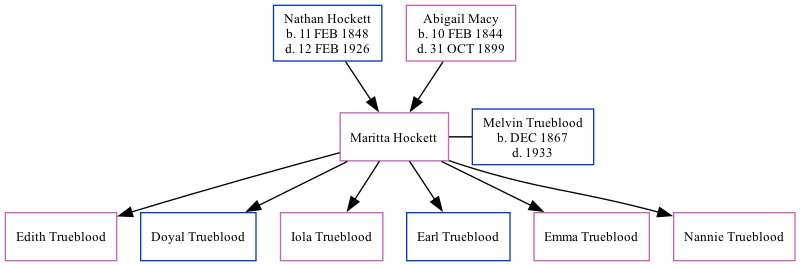 Nathan Hockett
b. 11 FEB 1848
d. 12 FEB 1926
Abigail Macy
b. 10 FEB 1844
d. 31 OCT 1899
Maritta Hockett
Melvin Trueblood
b. DEC 1867
d. 1933
Edith Trueblood
Doyal Trueblood
Iola Trueblood
Earl Trueblood
Emma Trueblood
Nannie Trueblood